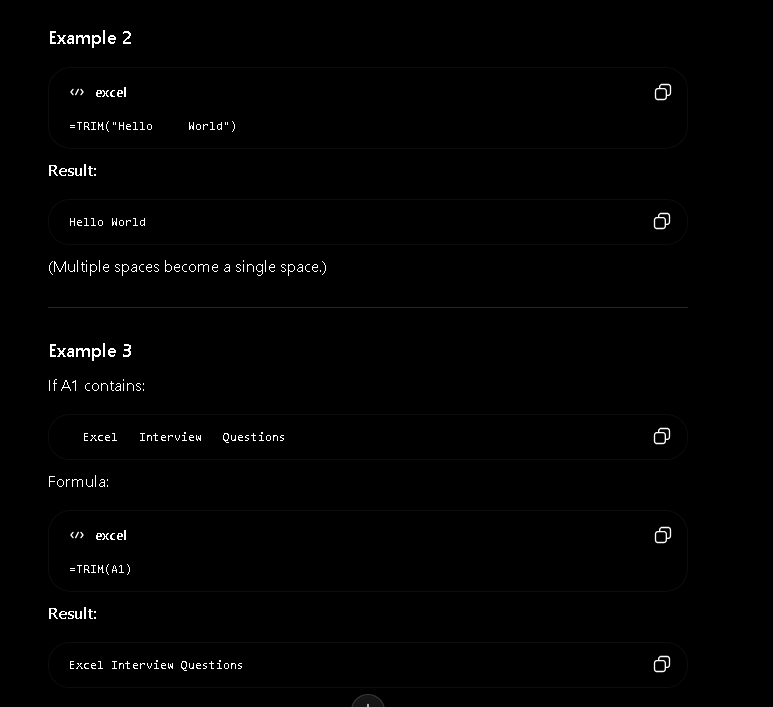 Example 2
excel
=TRIM("Hello     World")
Result:
Hello World
(Multiple spaces become a single space.)
Example 3
If A1 contains:
  Excel   Interview   Questions
Formula:
excel
=TRIM(A1)
Result:
Excel Interview Questions